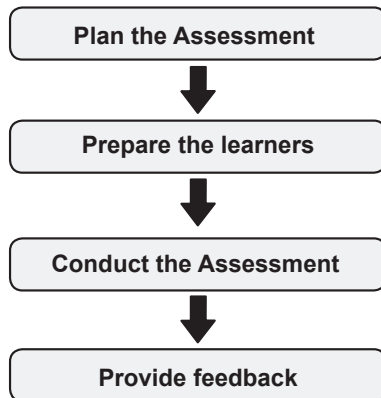 Plan the Assessment
Prepare the learners
Conduct the Assessment
Provide feedback